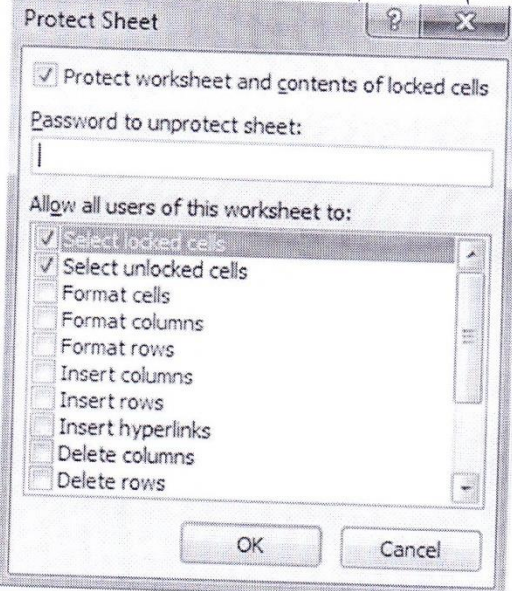 Protect Sheet
Protect worksheet and contents of locked cells
Password to unprotect sheet:
Allow all users of this worksheet to:
Select locked cells
Select unlocked cells
Format cells
Format columns
Format rows
Insert columns
Insert rows
Insert hyperlinks
Delete columns
Delete rows
OK
Cancel